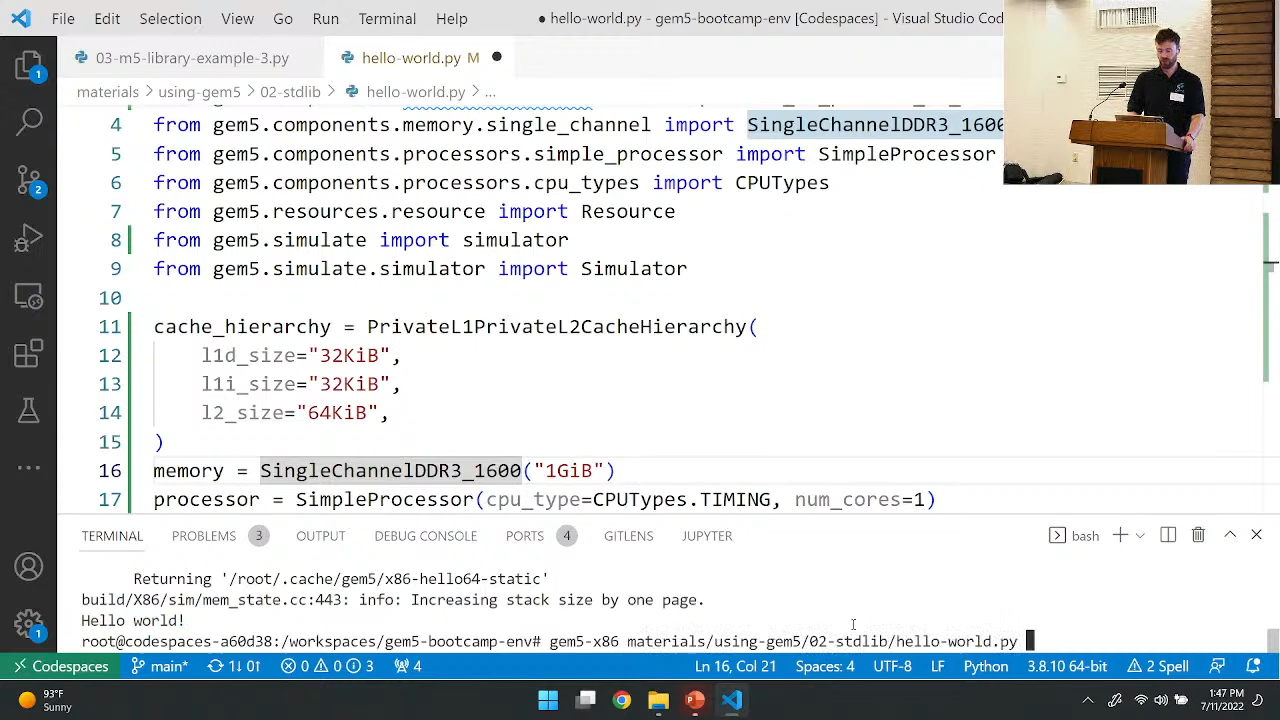 File Edit Selection View Go Run Terminal Help
● hello-world.py - gem5-bootcamp-env [Codespaces] - Visual Studio Co
03-m5-library-example-3.py
hello-world.py M
materials > using-gem5 > 02-stdlib > hello-world.py > ...
4 from gem5.components.memory.single_channel import SingleChannelDDR3_1600
5 from gem5.components.processors.simple_processor import SimpleProcessor
6 from gem5.components.processors.cpu_types import CPUTypes
7 from gem5.resources.resource import Resource
8 from gem5.simulate import simulator
9 from gem5.simulate.simulator import Simulator
10
11 cache_hierarchy = PrivateL1PrivateL2CacheHierarchy(
12 l1d_size="32KiB",
13 l1i_size="32KiB",
14 l2_size="64KiB",
15 )
16 memory = SingleChannelDDR3_1600("1GiB")
17 processor = SimpleProcessor(cpu_type=CPUTypes.TIMING, num_cores=1)
TERMINAL PROBLEMS 3 OUTPUT DEBUG CONSOLE PORTS 4 GITLENS JUPYTER
bash
Returning '/root/.cache/gem5/x86-hello64-static'
build/X86/sim/mem_state.cc:443: info: Increasing stack size by one page.
Hello world!
root@codespaces-a60d38:/workspaces/gem5-bootcamp-env# gem5-x86 materials/using-gem5/02-stdlib/hello-world.py
1
2
1
Codespaces main* 1↓ 0↑ 0 0 3 4
Ln 16, Col 21 Spaces: 4 UTF-8 LF Python 3.8.10 64-bit 2 Spell
93°F
Sunny
1:47 PM
7/11/2022